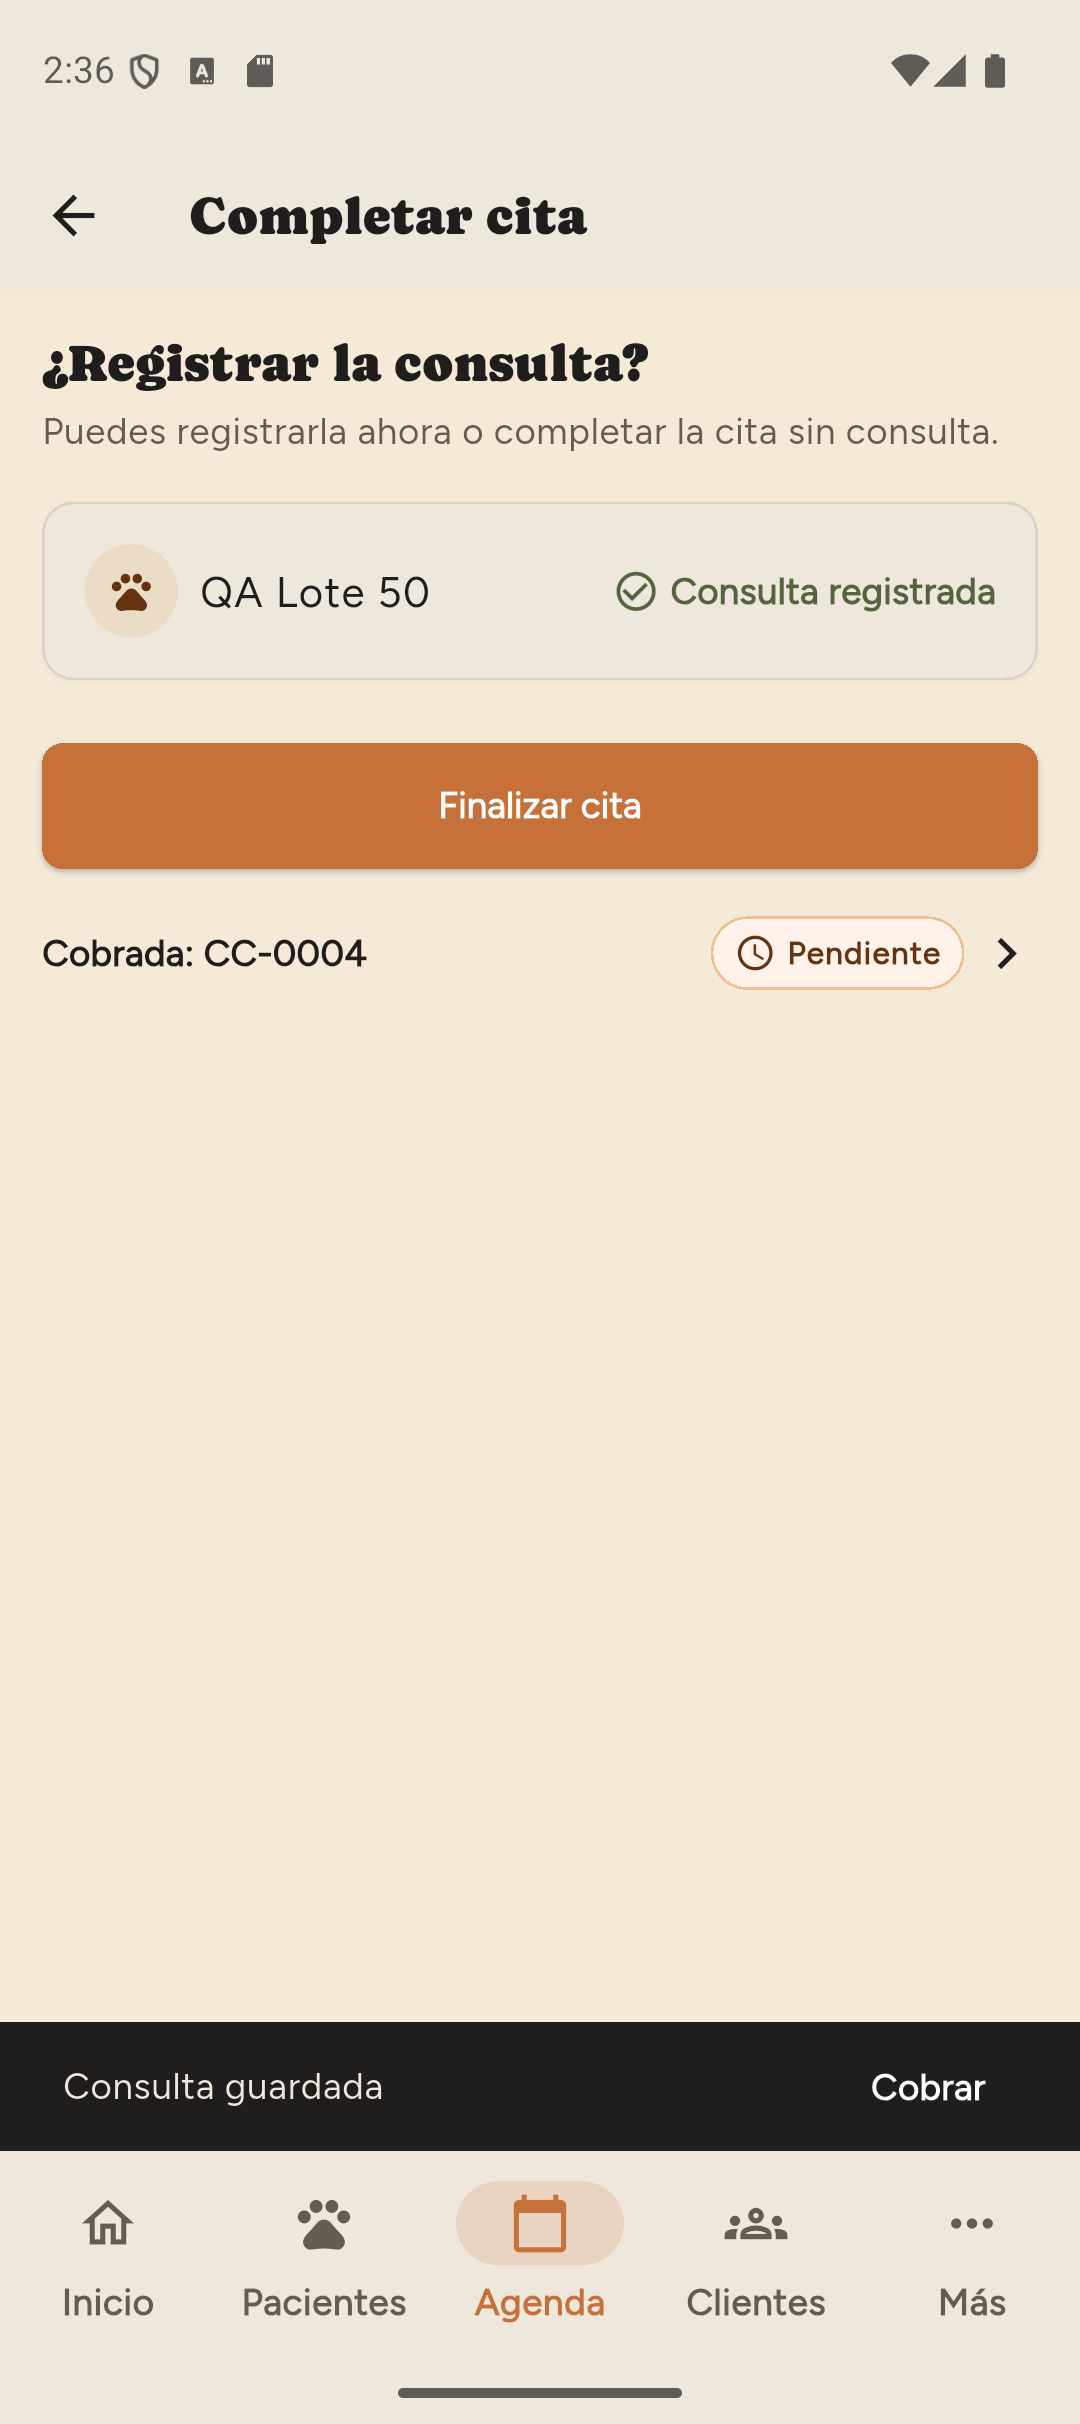 2:36
Completar cita
¿Registrar la consulta?
Puedes registrarla ahora o completar la cita sin consulta.
QA Lote 50
Consulta registrada
Finalizar cita
Cobrada: CC-0004
Pendiente
Consulta guardada
Cobrar
Inicio
Pacientes
Agenda
Clientes
Más